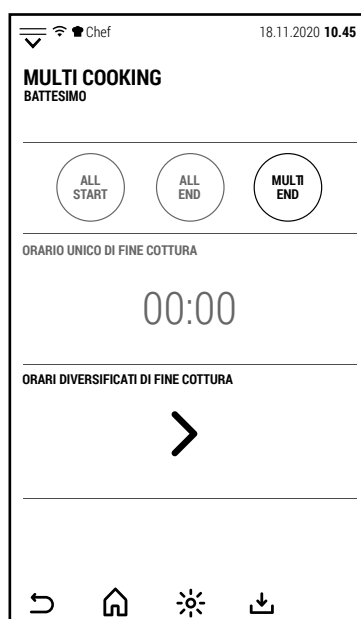 Chef 18.11.2020 10.45
MULTI COOKING
BATTESIMO
ALL
START
ALL
END
MULTI
END
ORARIO UNICO DI FINE COTTURA
00:00
ORARI DIVERSIFICATI DI FINE COTTURA